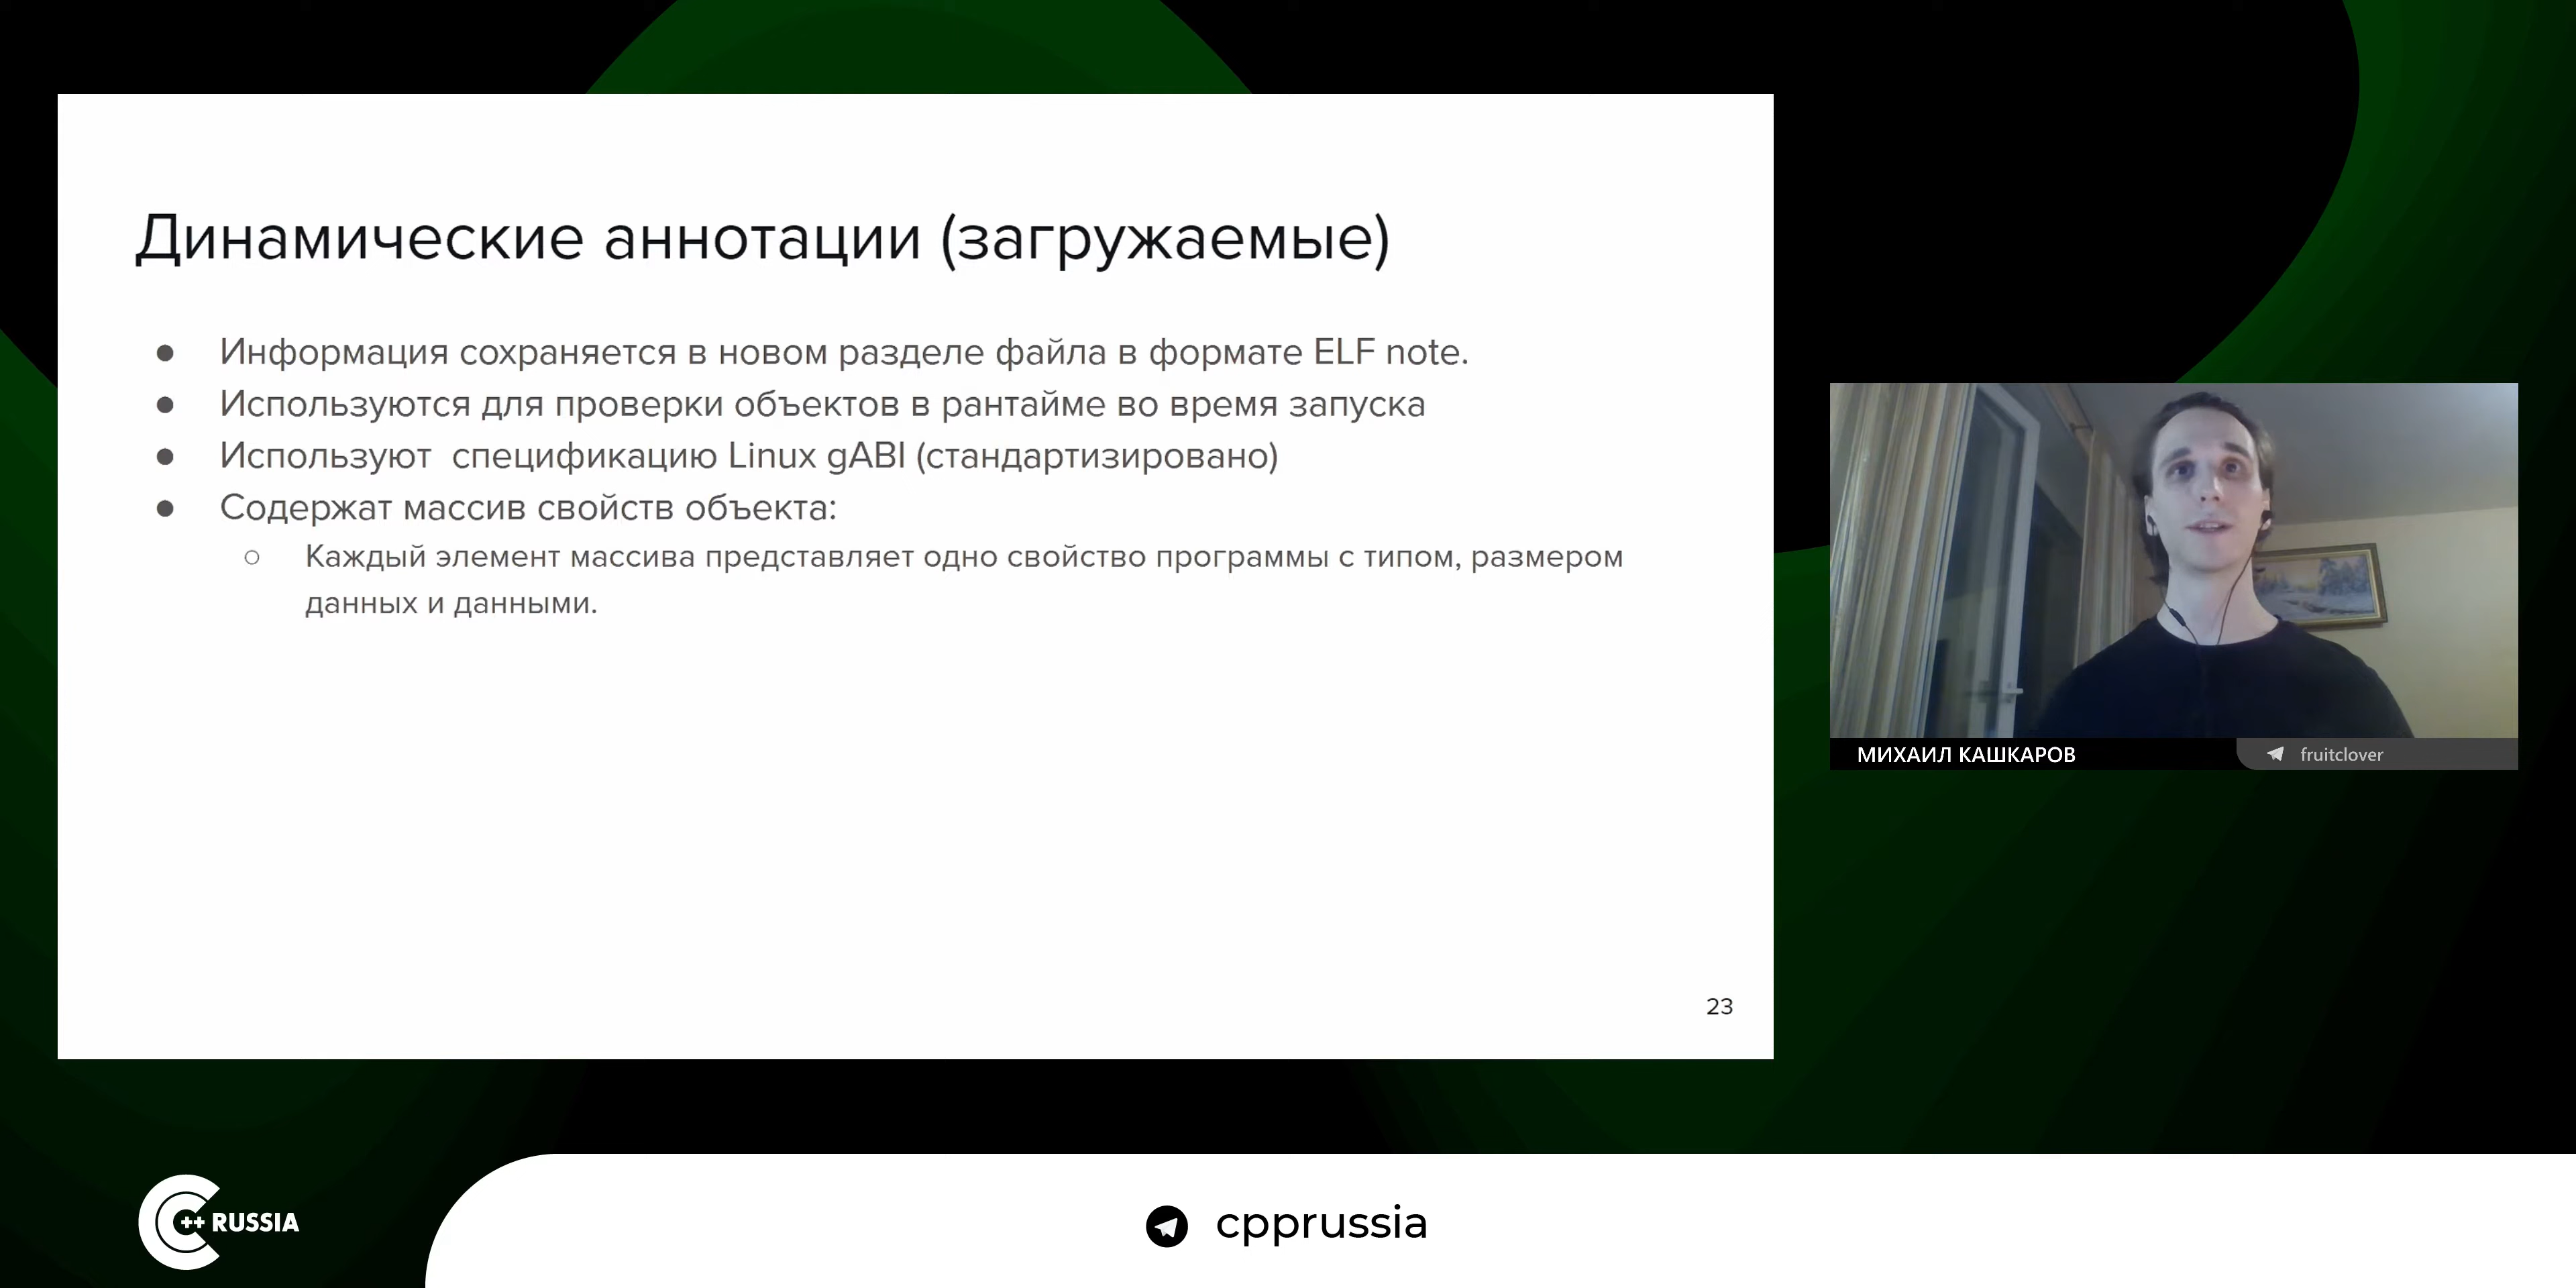 Динамические аннотации (загружаемые)
● Информация сохраняется в новом разделе файла в формате ELF note.
● Используются для проверки объектов в рантайме во время запуска
● Используют  спецификацию Linux gABI (стандартизировано)
● Содержат массив свойств объекта:
○ Каждый элемент массива представляет одно свойство программы с типом, размером
данных и данными.
23
МИХАИЛ КАШКАРОВ
fruitclover
C++ RUSSIA
cpprussia